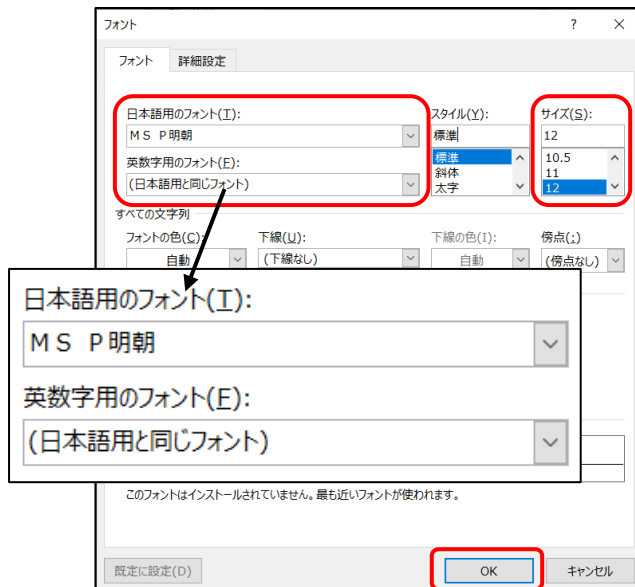 フォント ? ×
フォント 詳細設定
日本語用のフォント(T): スタイル(Y): サイズ(S):
ＭＳ Ｐ明朝 標準 12
英数字用のフォント(F): 標準 10.5
(日本語用と同じフォント) 斜体 11
太字 12
すべての文字列
フォントの色(C): 下線(U): 下線の色(I): 傍点(:)
自動 (下線なし) 自動 (傍点なし)
日本語用のフォント(T):
ＭＳ Ｐ明朝
英数字用のフォント(F):
(日本語用と同じフォント)
このフォントはインストールされていません。最も近いフォントが使われます。
既定に設定(D) OK キャンセル